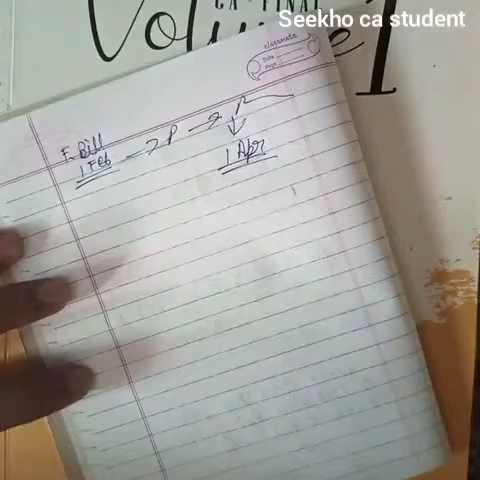 Seekho ca student
CA - FINAL
Volume 1
classmate
Date
Page
F. Bill → P → R
1 Feb
1 Apr